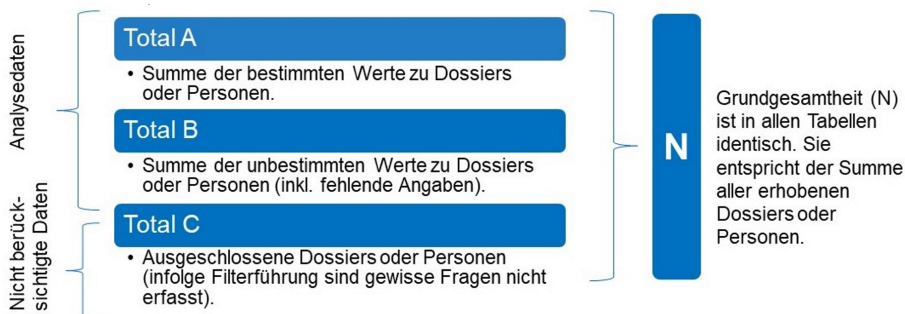 Analysedaten
Total A
• Summe der bestimmten Werte zu Dossiers
oder Personen.
Total B
• Summe der unbestimmten Werte zu Dossiers
oder Personen (inkl. fehlende Angaben).
Nicht berück-
sichtigte Daten
Total C
• Ausgeschlossene Dossiers oder Personen
(infolge Filterführung sind gewisse Fragen nicht
erfasst).
N
Grundgesamtheit (N)
ist in allen Tabellen
identisch. Sie
entspricht der Summe
aller erhobenen
Dossiers oder
Personen.